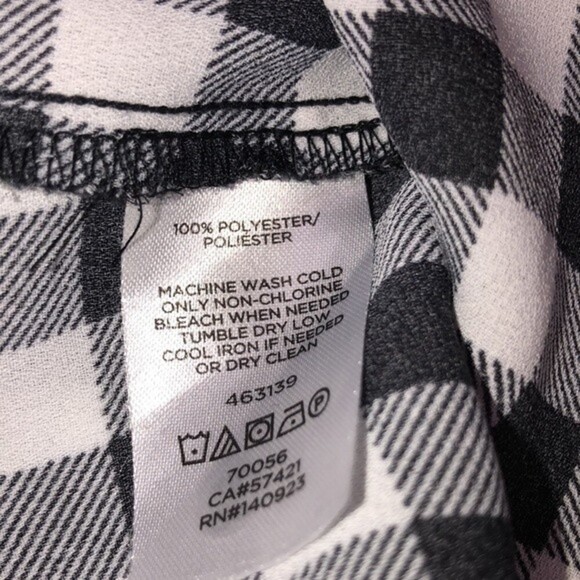 100% POLYESTER/
POLIÉSTER
MACHINE WASH COLD
ONLY NON-CHLORINE
BLEACH WHEN NEEDED
TUMBLE DRY LOW
COOL IRON IF NEEDED
OR DRY CLEAN
463139
P
70056
CA#57421
RN#140923